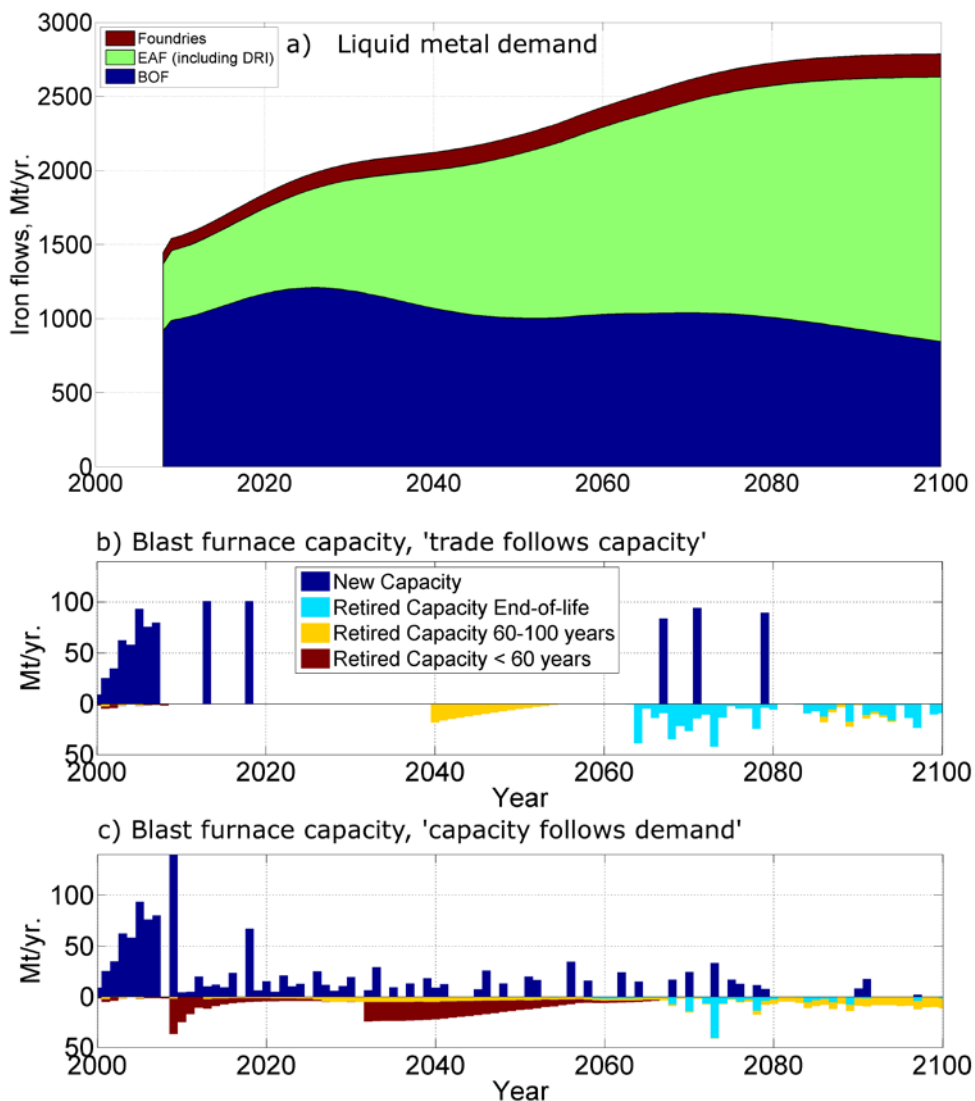 3000
Foundries
EAF (including DRI)
BOF
a) Liquid metal demand
2500
2000
1500
1000
500
0
Iron flows, Mt/yr.
2000 2020 2040 2060 2080 2100
b) Blast furnace capacity, 'trade follows capacity'
New Capacity
Retired Capacity End-of-life
Retired Capacity 60-100 years
Retired Capacity < 60 years
100
50
0
50
Mt/yr.
2000 2020 2040 2060 2080 2100
Year
c) Blast furnace capacity, 'capacity follows demand'
100
50
0
50
Mt/yr.
2000 2020 2040 2060 2080 2100
Year